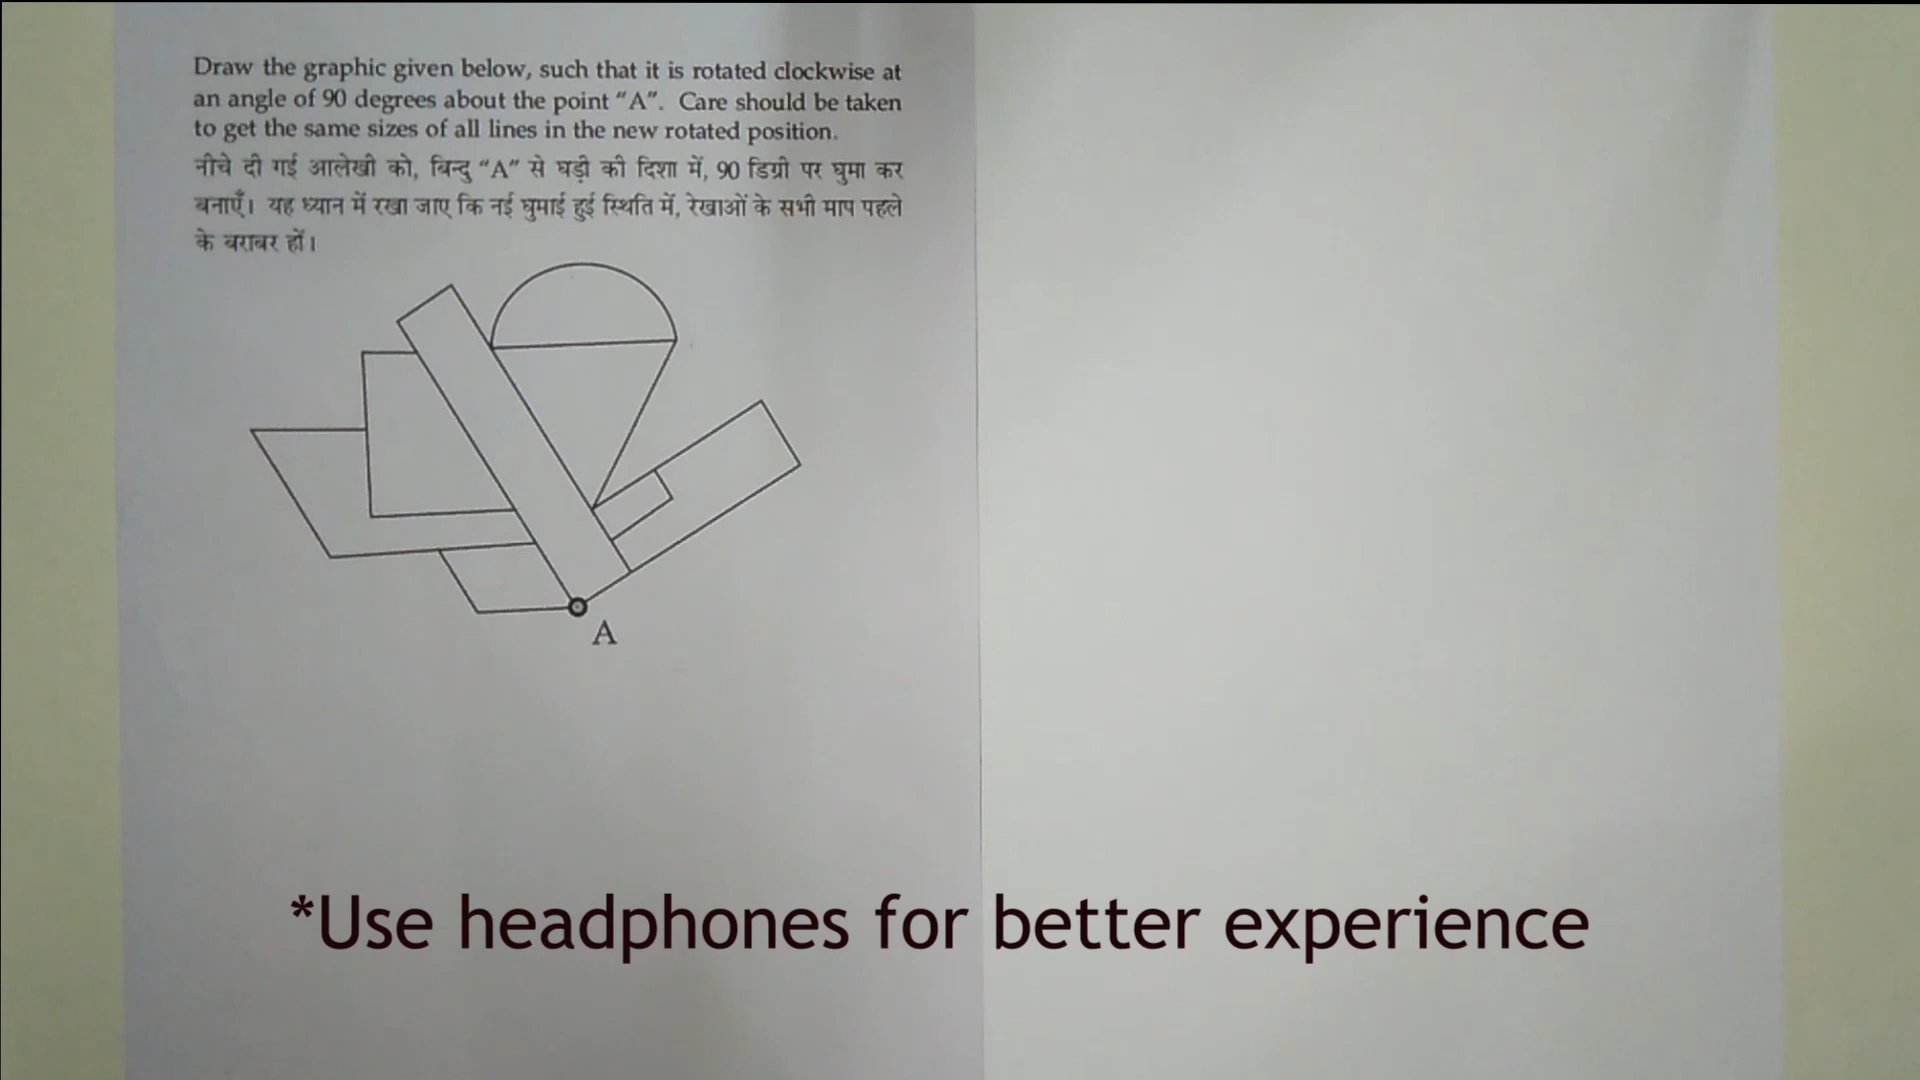 Draw the graphic given below, such that it is rotated clockwise at
an angle of 90 degrees about the point “A”. Care should be taken
to get the same sizes of all lines in the new rotated position.
नीचे दी गई आलेखी को, बिन्दु “A” से घड़ी की दिशा में, 90 डिग्री पर घुमा कर
बनाएँ। यह ध्यान में रखा जाए कि नई घुमाई हुई स्थिति में, रेखाओं के सभी माप पहले
के बराबर हों।
A
*Use headphones for better experience